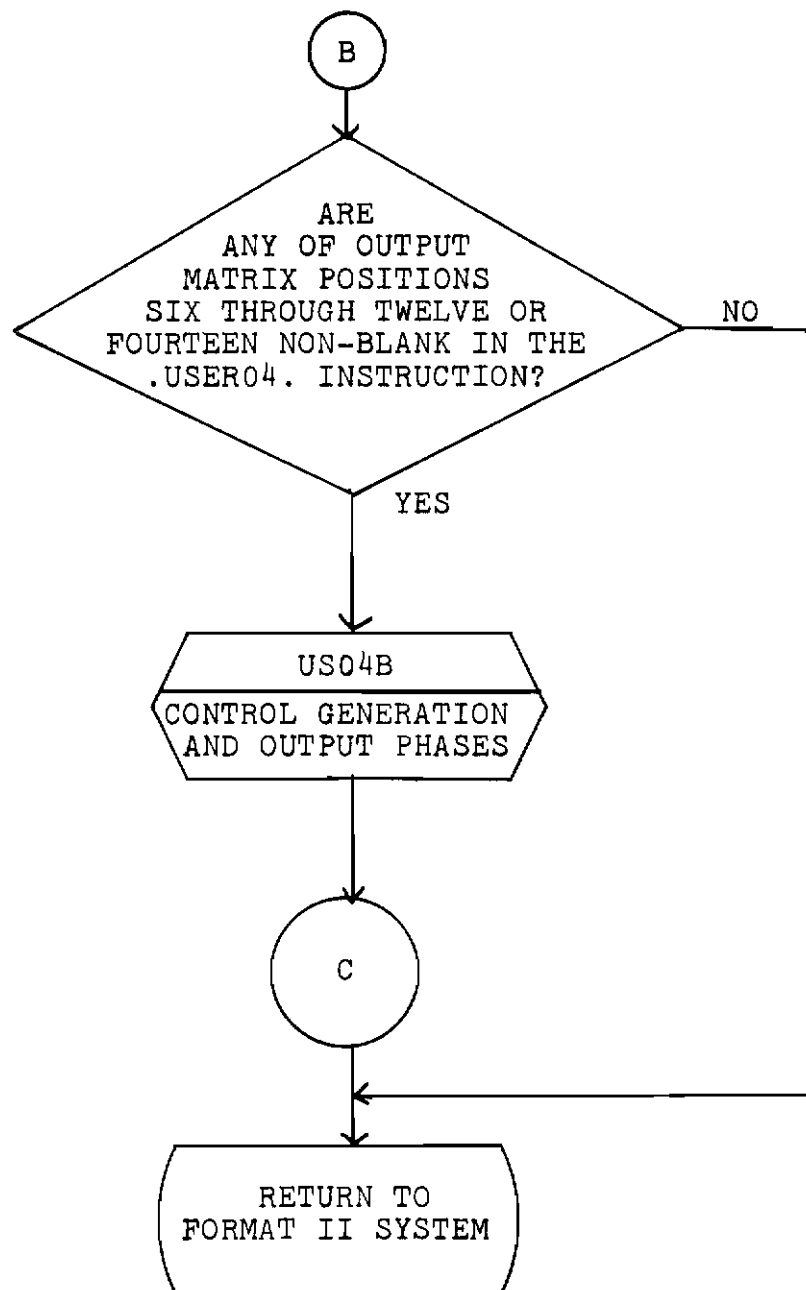 B
ARE
ANY OF OUTPUT
MATRIX POSITIONS
SIX THROUGH TWELVE OR
FOURTEEN NON-BLANK IN THE
.USER04. INSTRUCTION?
NO
YES
US04B
CONTROL GENERATION
AND OUTPUT PHASES
C
RETURN TO
FORMAT II SYSTEM